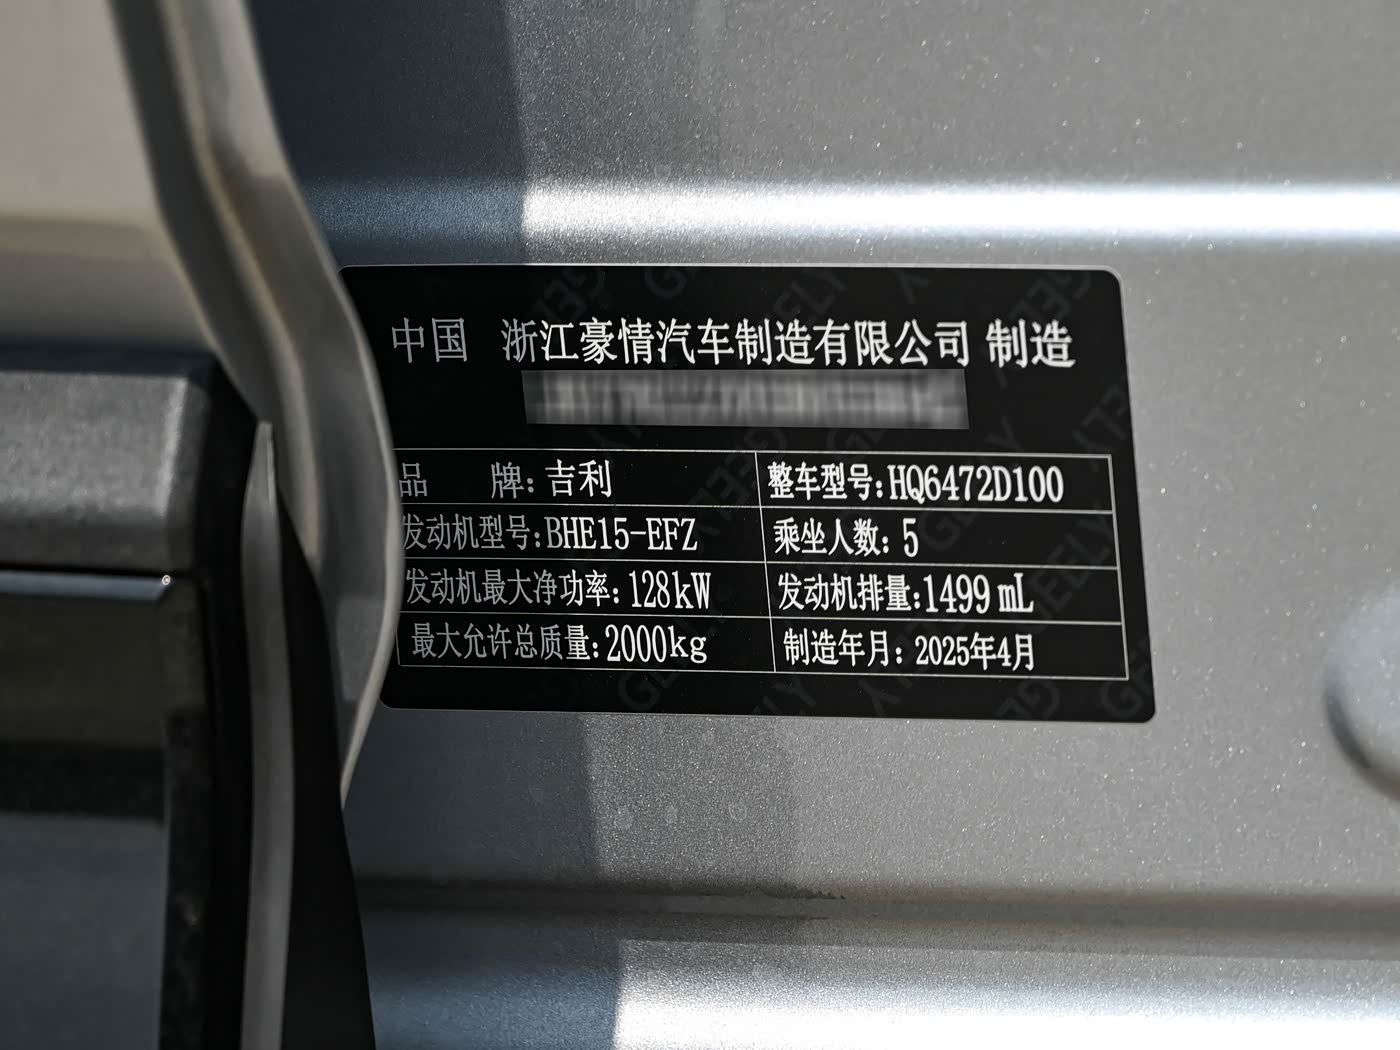 中国 浙江豪情汽车制造有限公司 制造
品 牌：吉利 整车型号：HQ6472D100
发动机型号：BHE15-EFZ 乘坐人数：5
发动机最大净功率：128kW 发动机排量：1499 mL
最大允许总质量：2000kg 制造年月：2025年4月